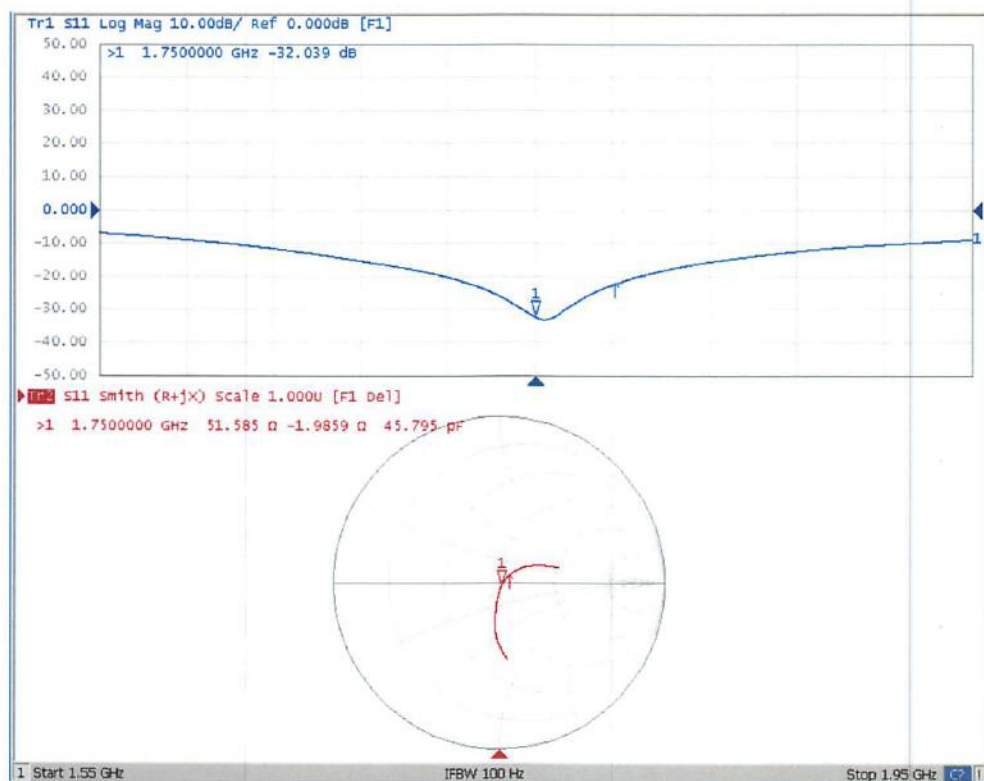 Tr1 S11 Log Mag 10.00dB/ Ref 0.000dB [F1]
50.00
>1 1.7500000 GHz -32.039 dB
40.00
30.00
20.00
10.00
0.000
-10.00
1
-20.00
1
-30.00
-40.00
-50.00
Tr2 S11 Smith (R+jX) Scale 1.000U [F1 Del]
>1 1.7500000 GHz 51.585 Ω -1.9859 Ω 45.795 pF
1
1 Start 1.55 GHz IFBW 100 Hz Stop 1.95 GHz C?